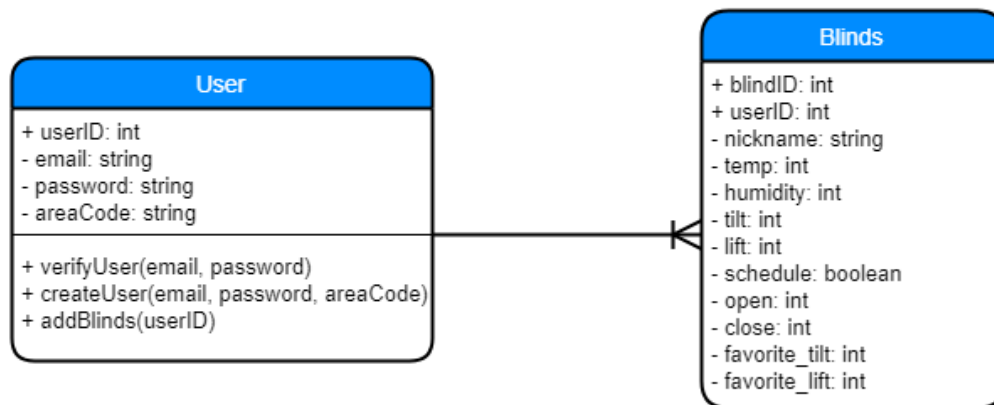 User
+ userID: int
- email: string
- password: string
- areaCode: string
+ verifyUser(email, password)
+ createUser(email, password, areaCode)
+ addBlinds(userID)
Blinds
+ blindID: int
+ userID: int
- nickname: string
- temp: int
- humidity: int
- tilt: int
- lift: int
- schedule: boolean
- open: int
- close: int
- favorite_tilt: int
- favorite_lift: int